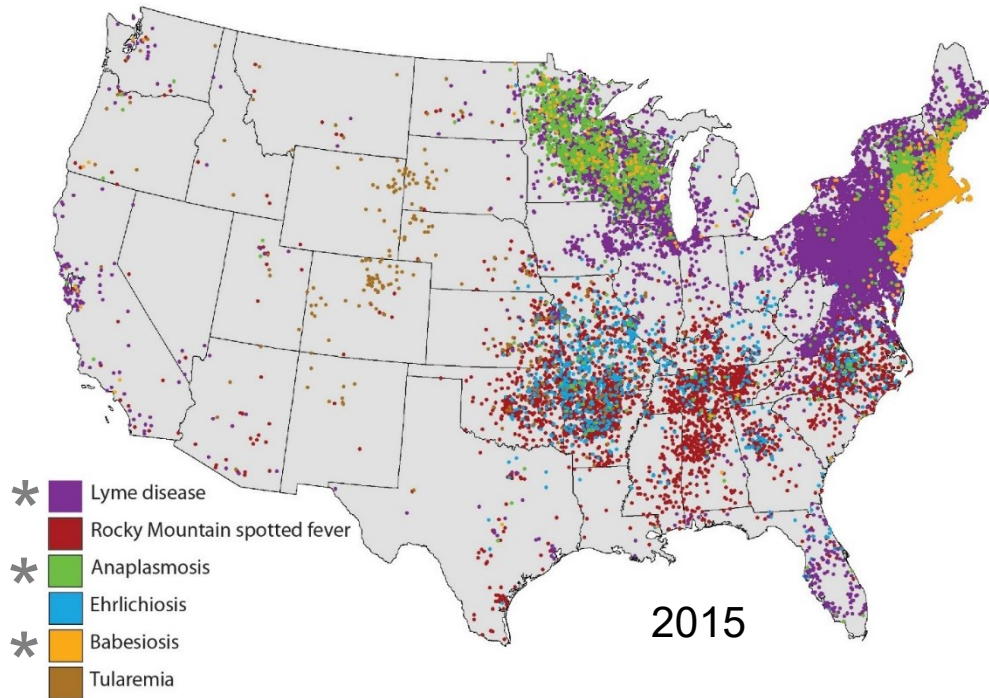 * Lyme disease
Rocky Mountain spotted fever
* Anaplasmosis
Ehrlichiosis
* Babesiosis
Tularemia
2015